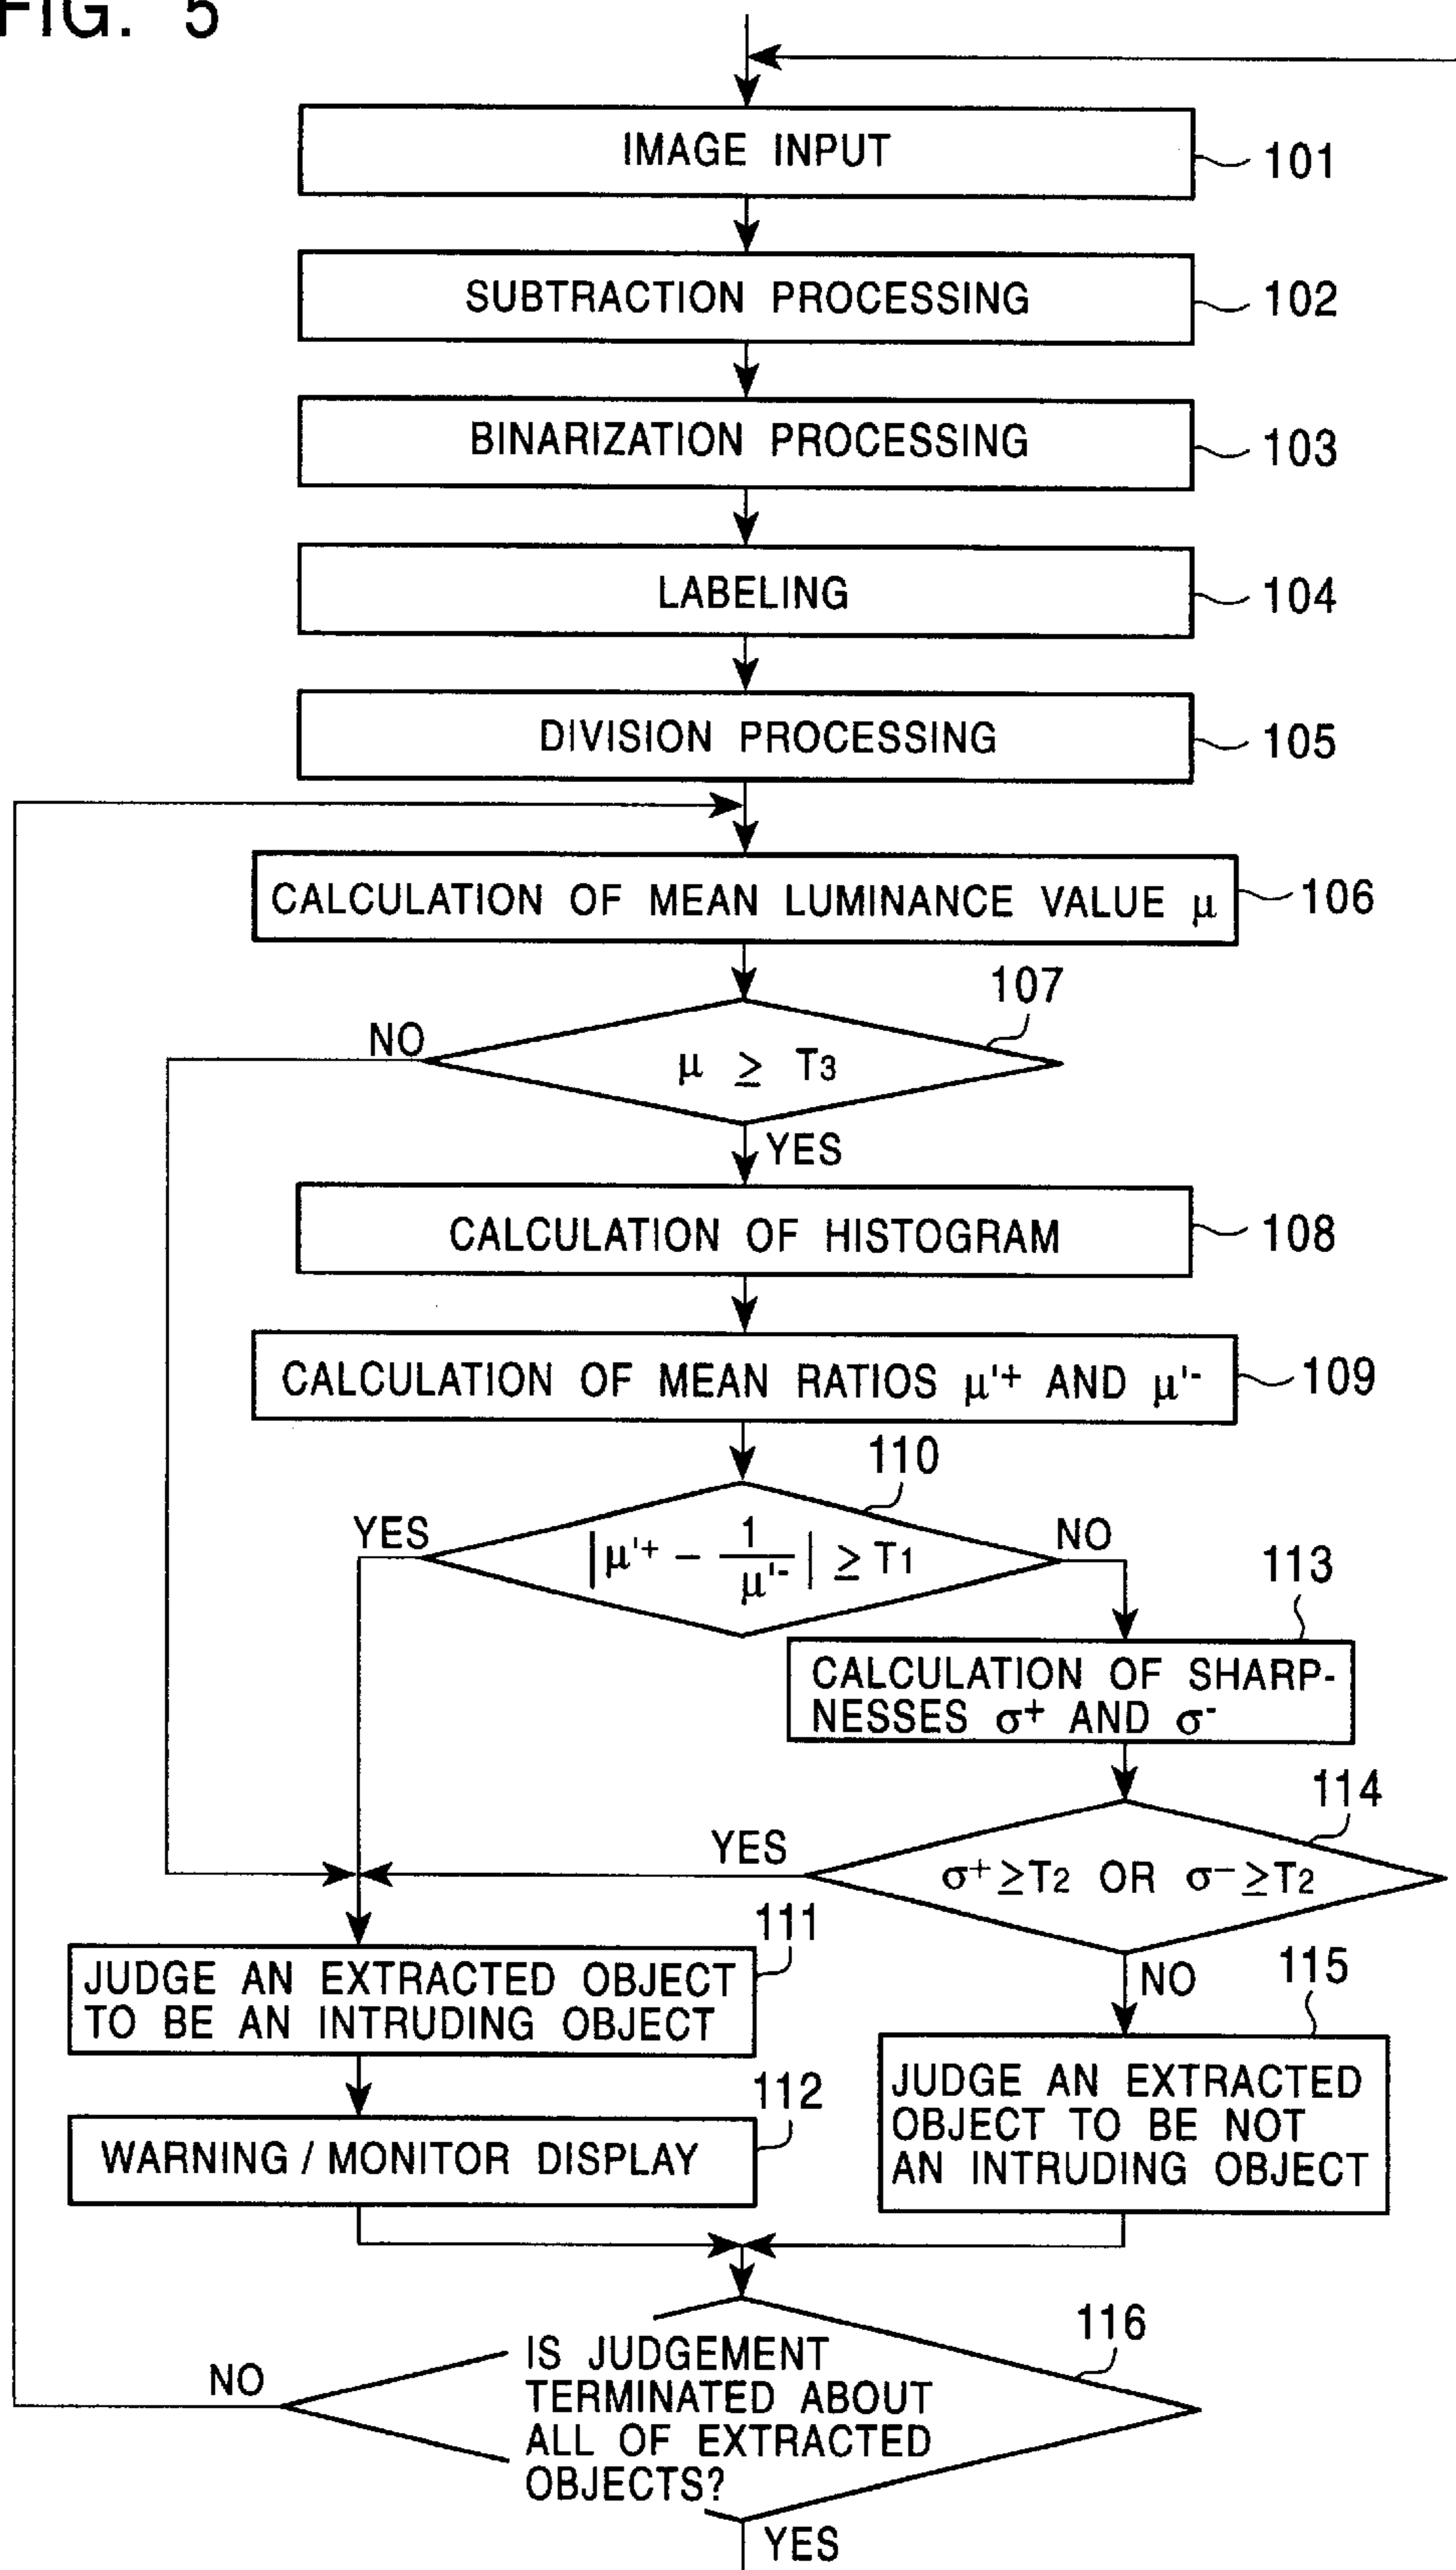 FIG. 5
IMAGE INPUT
101
SUBTRACTION PROCESSING
102
BINARIZATION PROCESSING
103
LABELING
104
DIVISION PROCESSING
105
CALCULATION OF MEAN LUMINANCE VALUE μ
106
107
NO
μ ≥ T3
YES
CALCULATION OF HISTOGRAM
108
CALCULATION OF MEAN RATIOS μ'+ AND μ'-
109
110
YES
|μ'+ - 1/μ'-| ≥ T1
NO
113
CALCULATION OF SHARP-
NESSES σ+ AND σ-
114
YES
σ+ ≥T2 OR σ- ≥T2
111
JUDGE AN EXTRACTED OBJECT
TO BE AN INTRUDING OBJECT
NO
115
112
WARNING / MONITOR DISPLAY
JUDGE AN EXTRACTED
OBJECT TO BE NOT
AN INTRUDING OBJECT
116
NO
IS JUDGEMENT
TERMINATED ABOUT
ALL OF EXTRACTED
OBJECTS?
YES